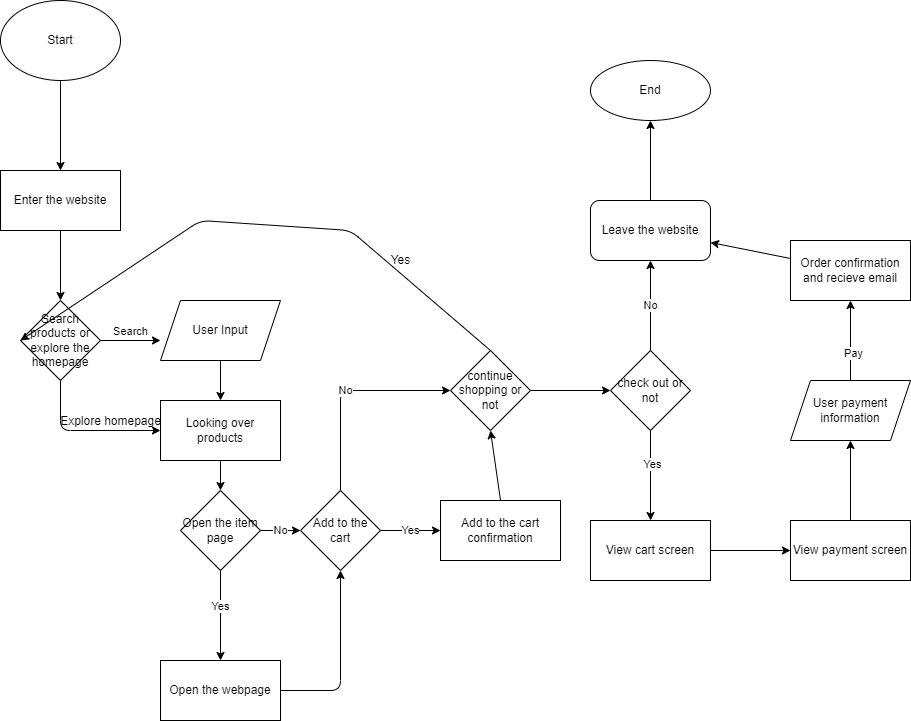 Start
End
Enter the website
Leave the website
Order confirmation
and recieve email
Yes
Search
products or
explore the
homepage
Search
User Input
No
Pay
continue
shopping or
not
check out or
not
No
User payment
information
Explore homepage
Looking over
products
Yes
Open the item
page
No
Add to the
cart
Yes
Add to the cart
confirmation
View cart screen
View payment screen
Yes
Open the webpage